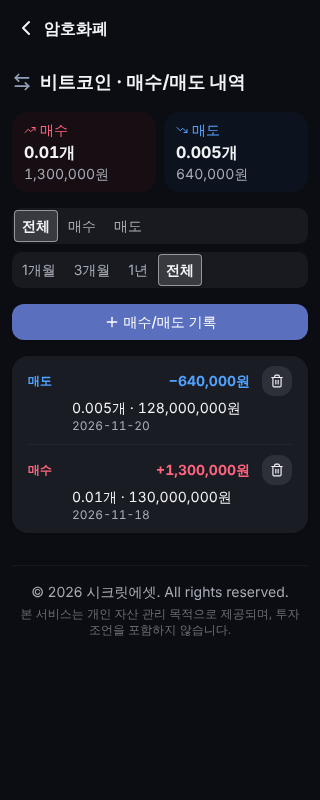 암호화폐
비트코인 · 매수/매도 내역
매수
0.01개
1,300,000원
매도
0.005개
640,000원
전체 매수 매도
1개월 3개월 1년 전체
+ 매수/매도 기록
매도 −640,000원
0.005개 · 128,000,000원
2026-11-20
매수 +1,300,000원
0.01개 · 130,000,000원
2026-11-18
© 2026 시크릿에셋. All rights reserved.
본 서비스는 개인 자산 관리 목적으로 제공되며, 투자
조언을 포함하지 않습니다.